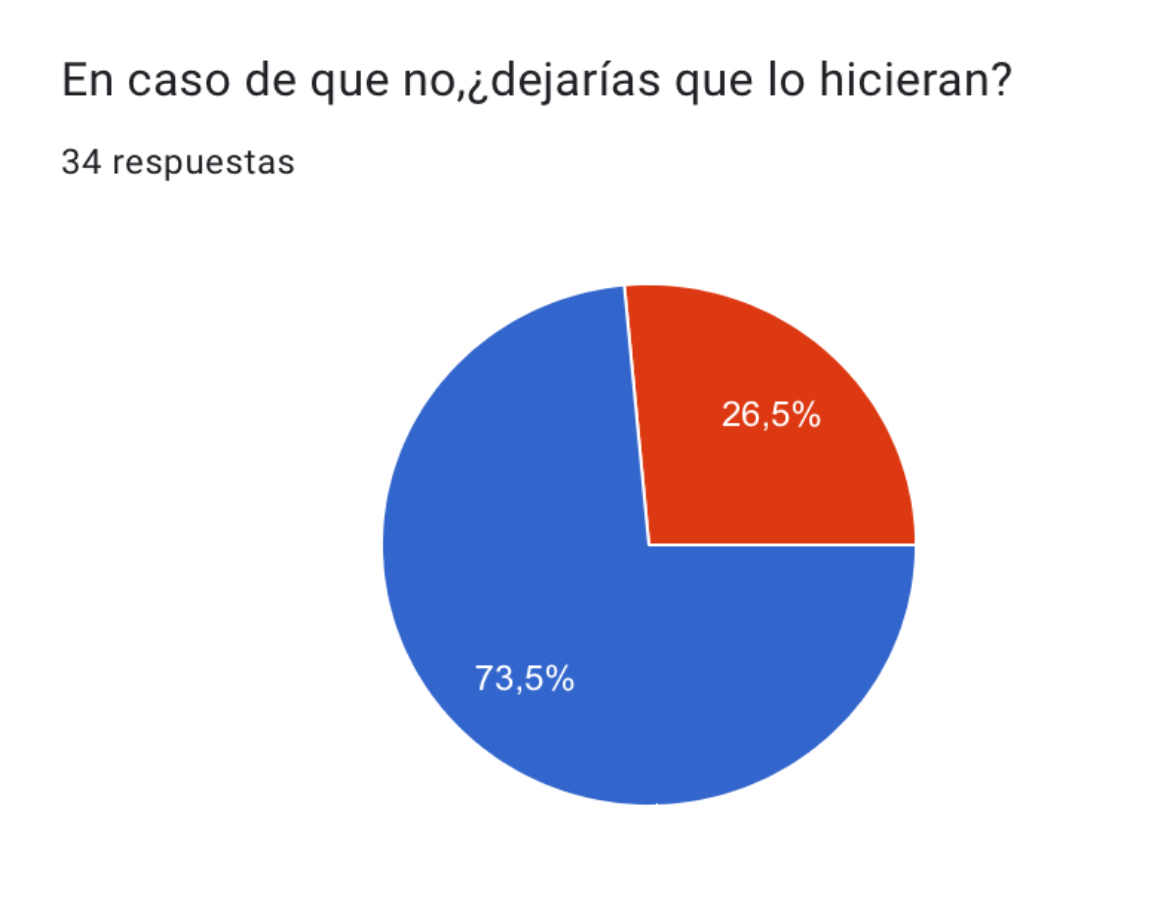 En caso de que no,¿dejarías que lo hicieran?
34 respuestas
26,5%
73,5%